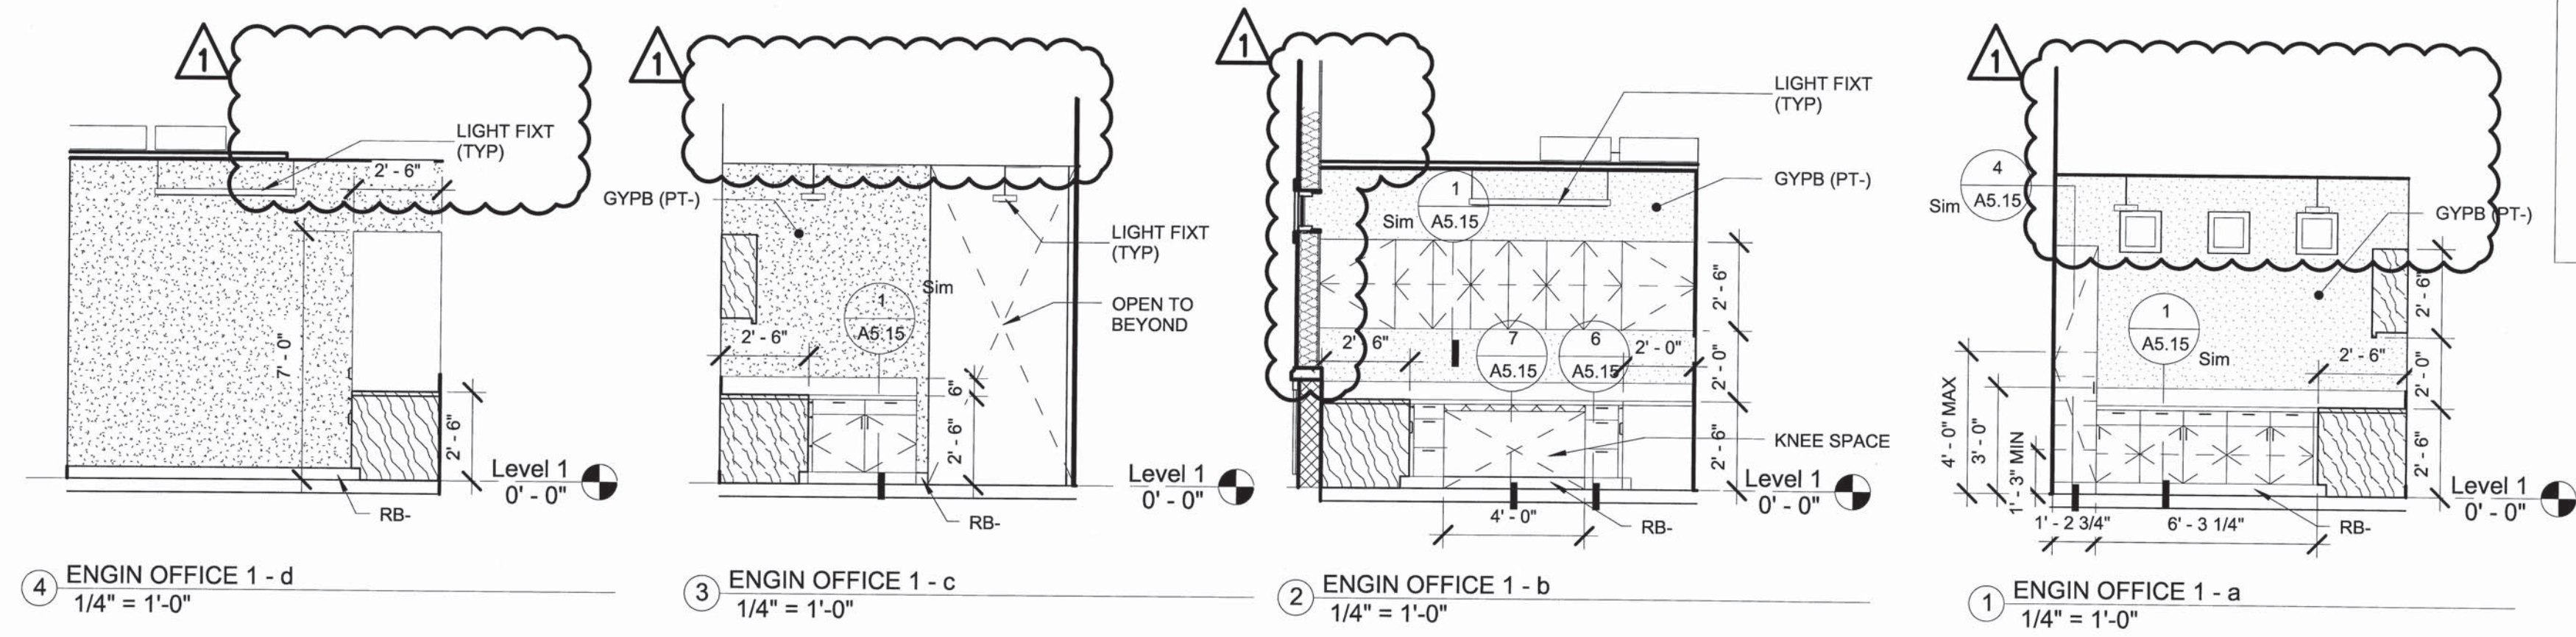 1
LIGHT FIXT
(TYP)
2' - 6"
7' - 0"
2' - 6"
Level 1
0' - 0"
RB-
4
ENGIN OFFICE 1 - d
1/4" = 1'-0"
1
GYPB (PT-)
LIGHT FIXT
(TYP)
Sim
1
A5.15
OPEN TO
BEYOND
2' - 6"
6"
2' - 6"
Level 1
0' - 0"
RB-
3
ENGIN OFFICE 1 - c
1/4" = 1'-0"
1
LIGHT FIXT
(TYP)
GYPB (PT-)
1
Sim
A5.15
2' - 6"
2' - 6"
7
A5.15
6
A5.15
2' - 0"
2' - 0"
2' - 6"
KNEE SPACE
Level 1
0' - 0"
4' - 0"
RB-
2
ENGIN OFFICE 1 - b
1/4" = 1'-0"
1
4
Sim
A5.15
GYPB (PT-)
1
A5.15
Sim
2' - 6"
2' - 6"
2' - 0"
4' - 0" MAX
3' - 0"
1' - 3" MIN
2' - 6"
Level 1
0' - 0"
1' - 2 3/4"
6' - 3 1/4"
RB-
1
ENGIN OFFICE 1 - a
1/4" = 1'-0"